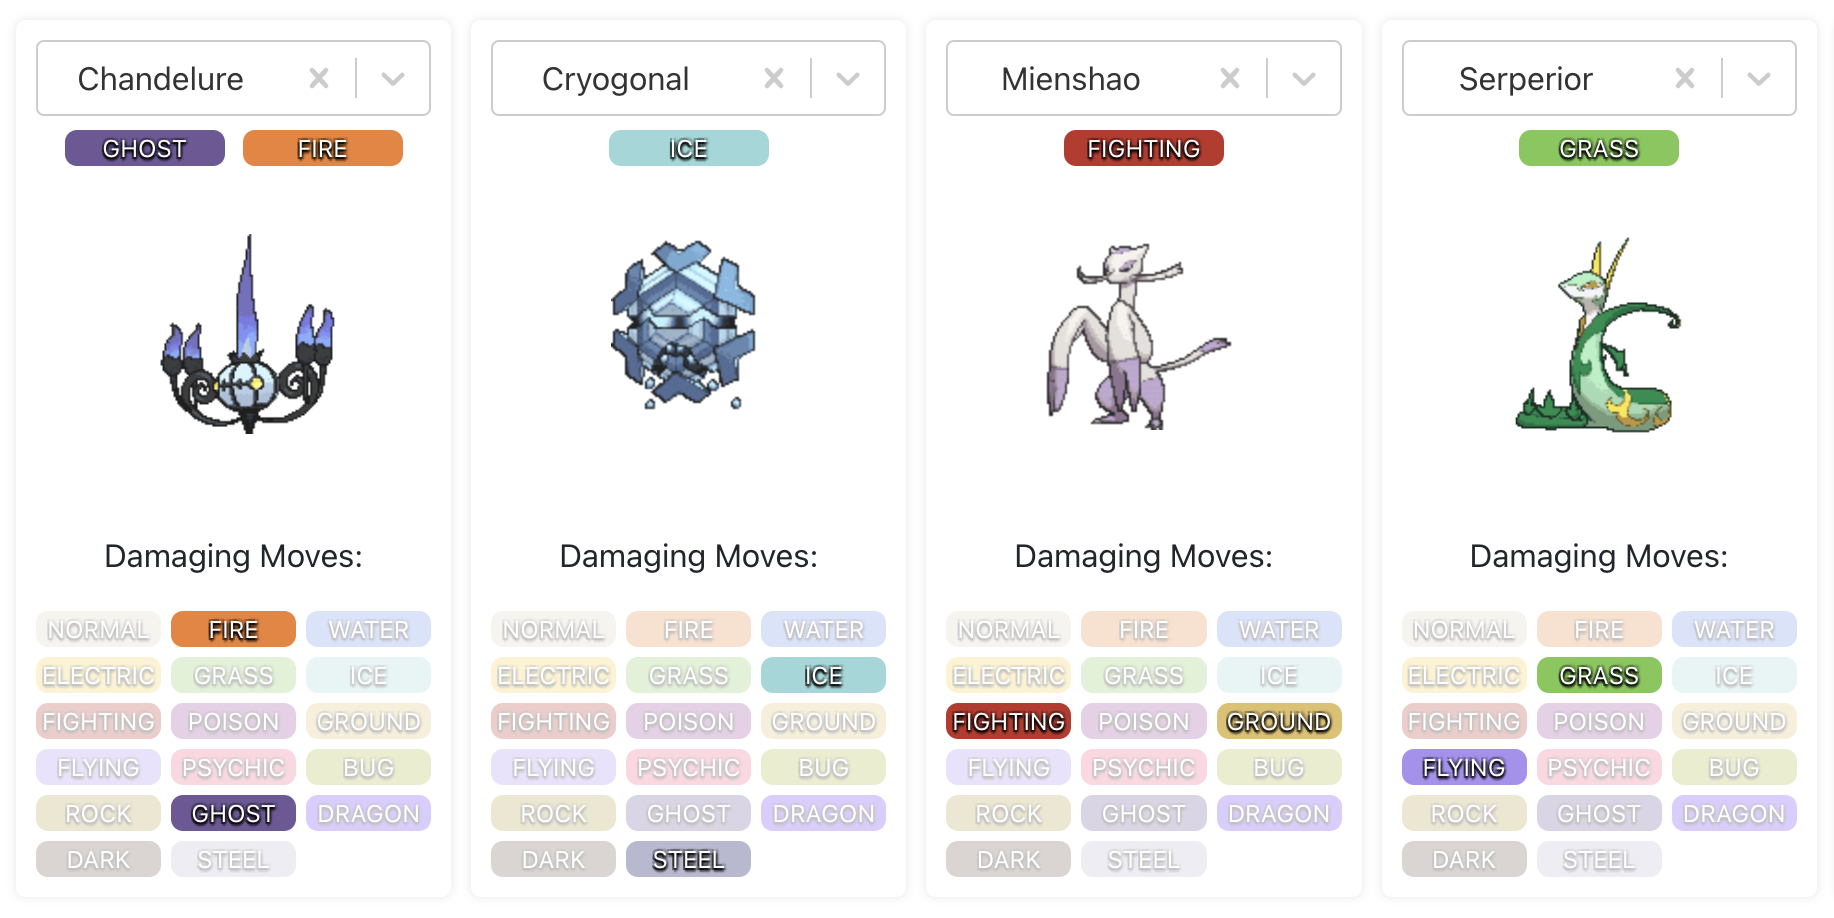 Chandelure
GHOST FIRE
Damaging Moves:
NORMAL FIRE WATER
ELECTRIC GRASS ICE
FIGHTING POISON GROUND
FLYING PSYCHIC BUG
ROCK GHOST DRAGON
DARK STEEL
Cryogonal
ICE
Damaging Moves:
NORMAL FIRE WATER
ELECTRIC GRASS ICE
FIGHTING POISON GROUND
FLYING PSYCHIC BUG
ROCK GHOST DRAGON
DARK STEEL
Mienshao
FIGHTING
Damaging Moves:
NORMAL FIRE WATER
ELECTRIC GRASS ICE
FIGHTING POISON GROUND
FLYING PSYCHIC BUG
ROCK GHOST DRAGON
DARK STEEL
Serperior
GRASS
Damaging Moves:
NORMAL FIRE WATER
ELECTRIC GRASS ICE
FIGHTING POISON GROUND
FLYING PSYCHIC BUG
ROCK GHOST DRAGON
DARK STEEL